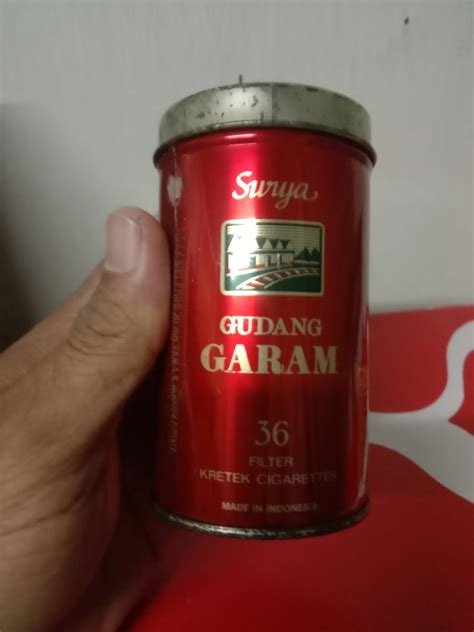 Surya
GUDANG
GARAM
36
FILTER
KRETEK CIGARETTES
MADE IN INDONESIA